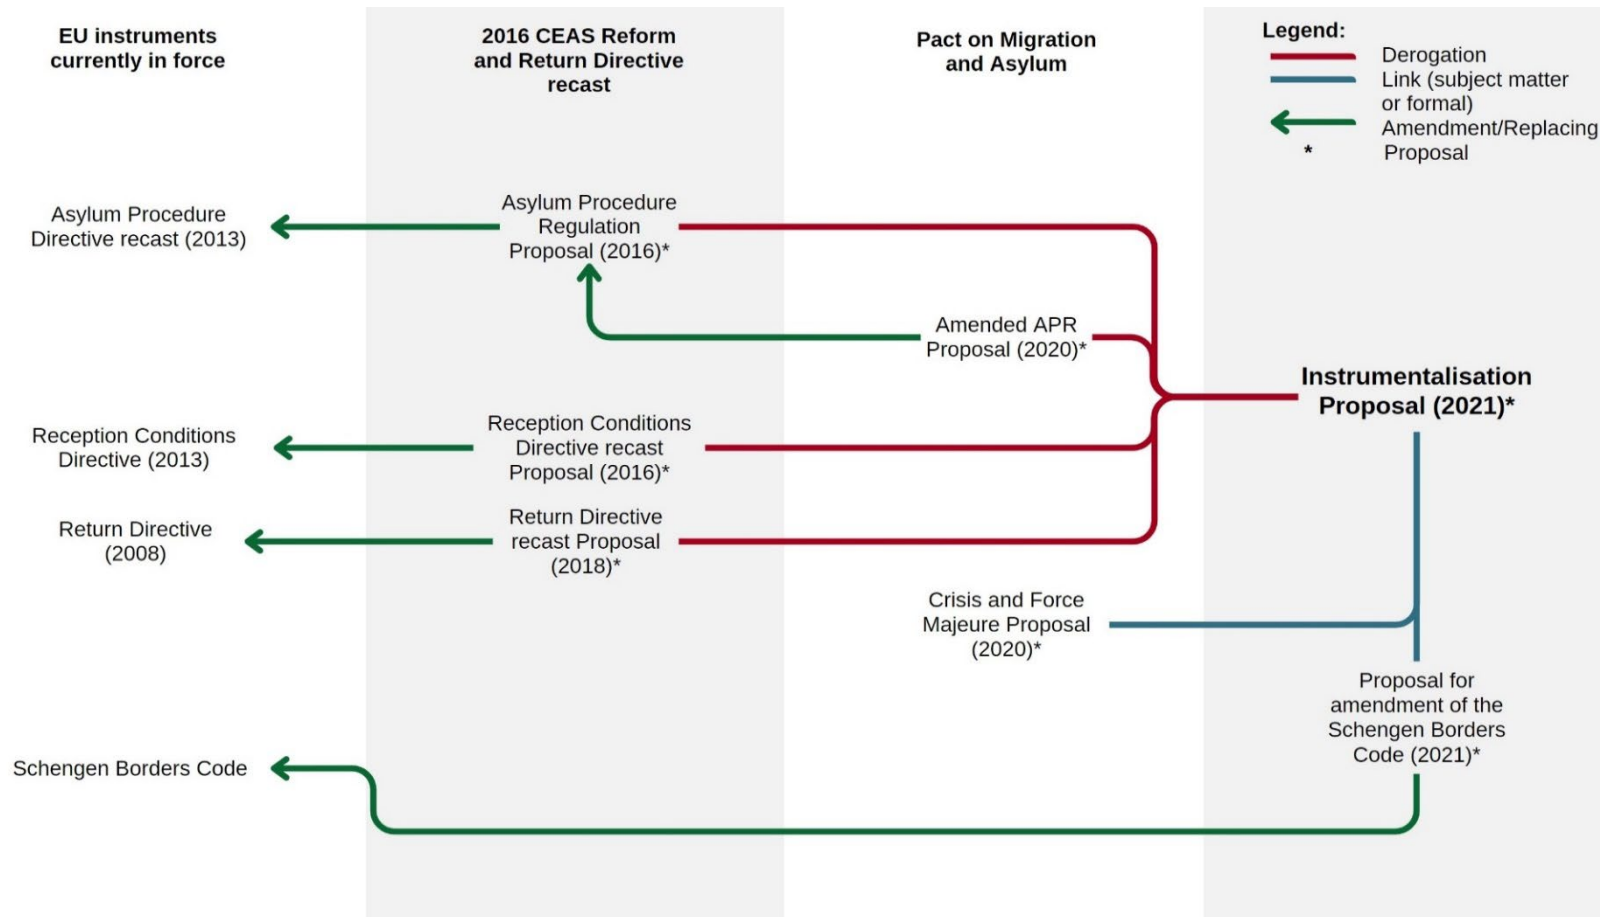 EU instruments
currently in force
2016 CEAS Reform
and Return Directive
recast
Pact on Migration
and Asylum
Legend:
Derogation
Link (subject matter
or formal)
Amendment/Replacing
* Proposal
Asylum Procedure
Directive recast (2013)
Asylum Procedure
Regulation
Proposal (2016)*
Amended APR
Proposal (2020)*
Instrumentalisation
Proposal (2021)*
Reception Conditions
Directive (2013)
Reception Conditions
Directive recast
Proposal (2016)*
Return Directive
(2008)
Return Directive
recast Proposal
(2018)*
Crisis and Force
Majeure Proposal
(2020)*
Proposal for
amendment of the
Schengen Borders
Code (2021)*
Schengen Borders Code